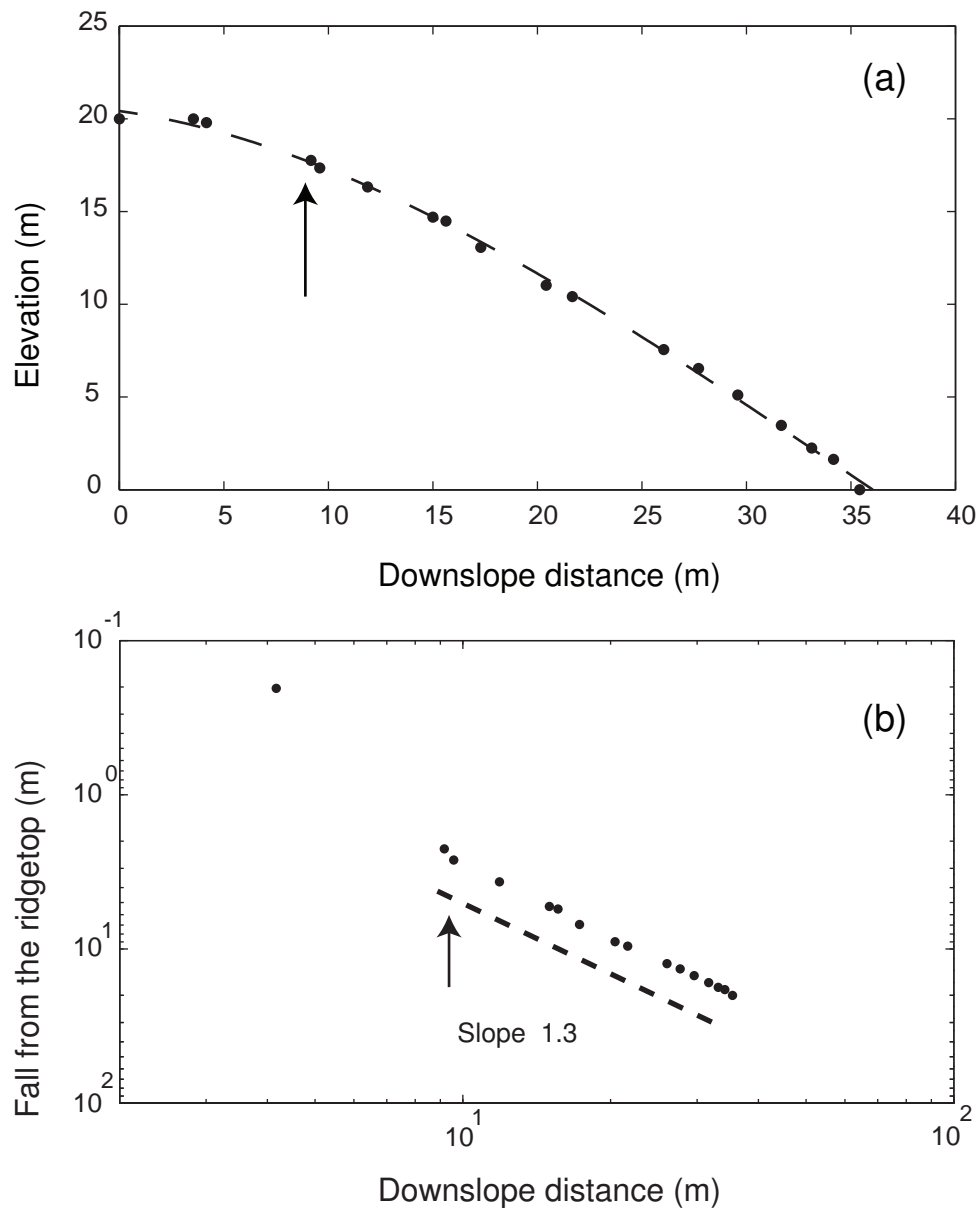 25
(a)
20
15
Elevation (m)
10
5
0
0 5 10 15 20 25 30 35 40
Downslope distance (m)
10^-1
(b)
10^0
Fall from the ridgetop (m)
10^1
Slope 1.3
10^2
10^1 10^2
Downslope distance (m)